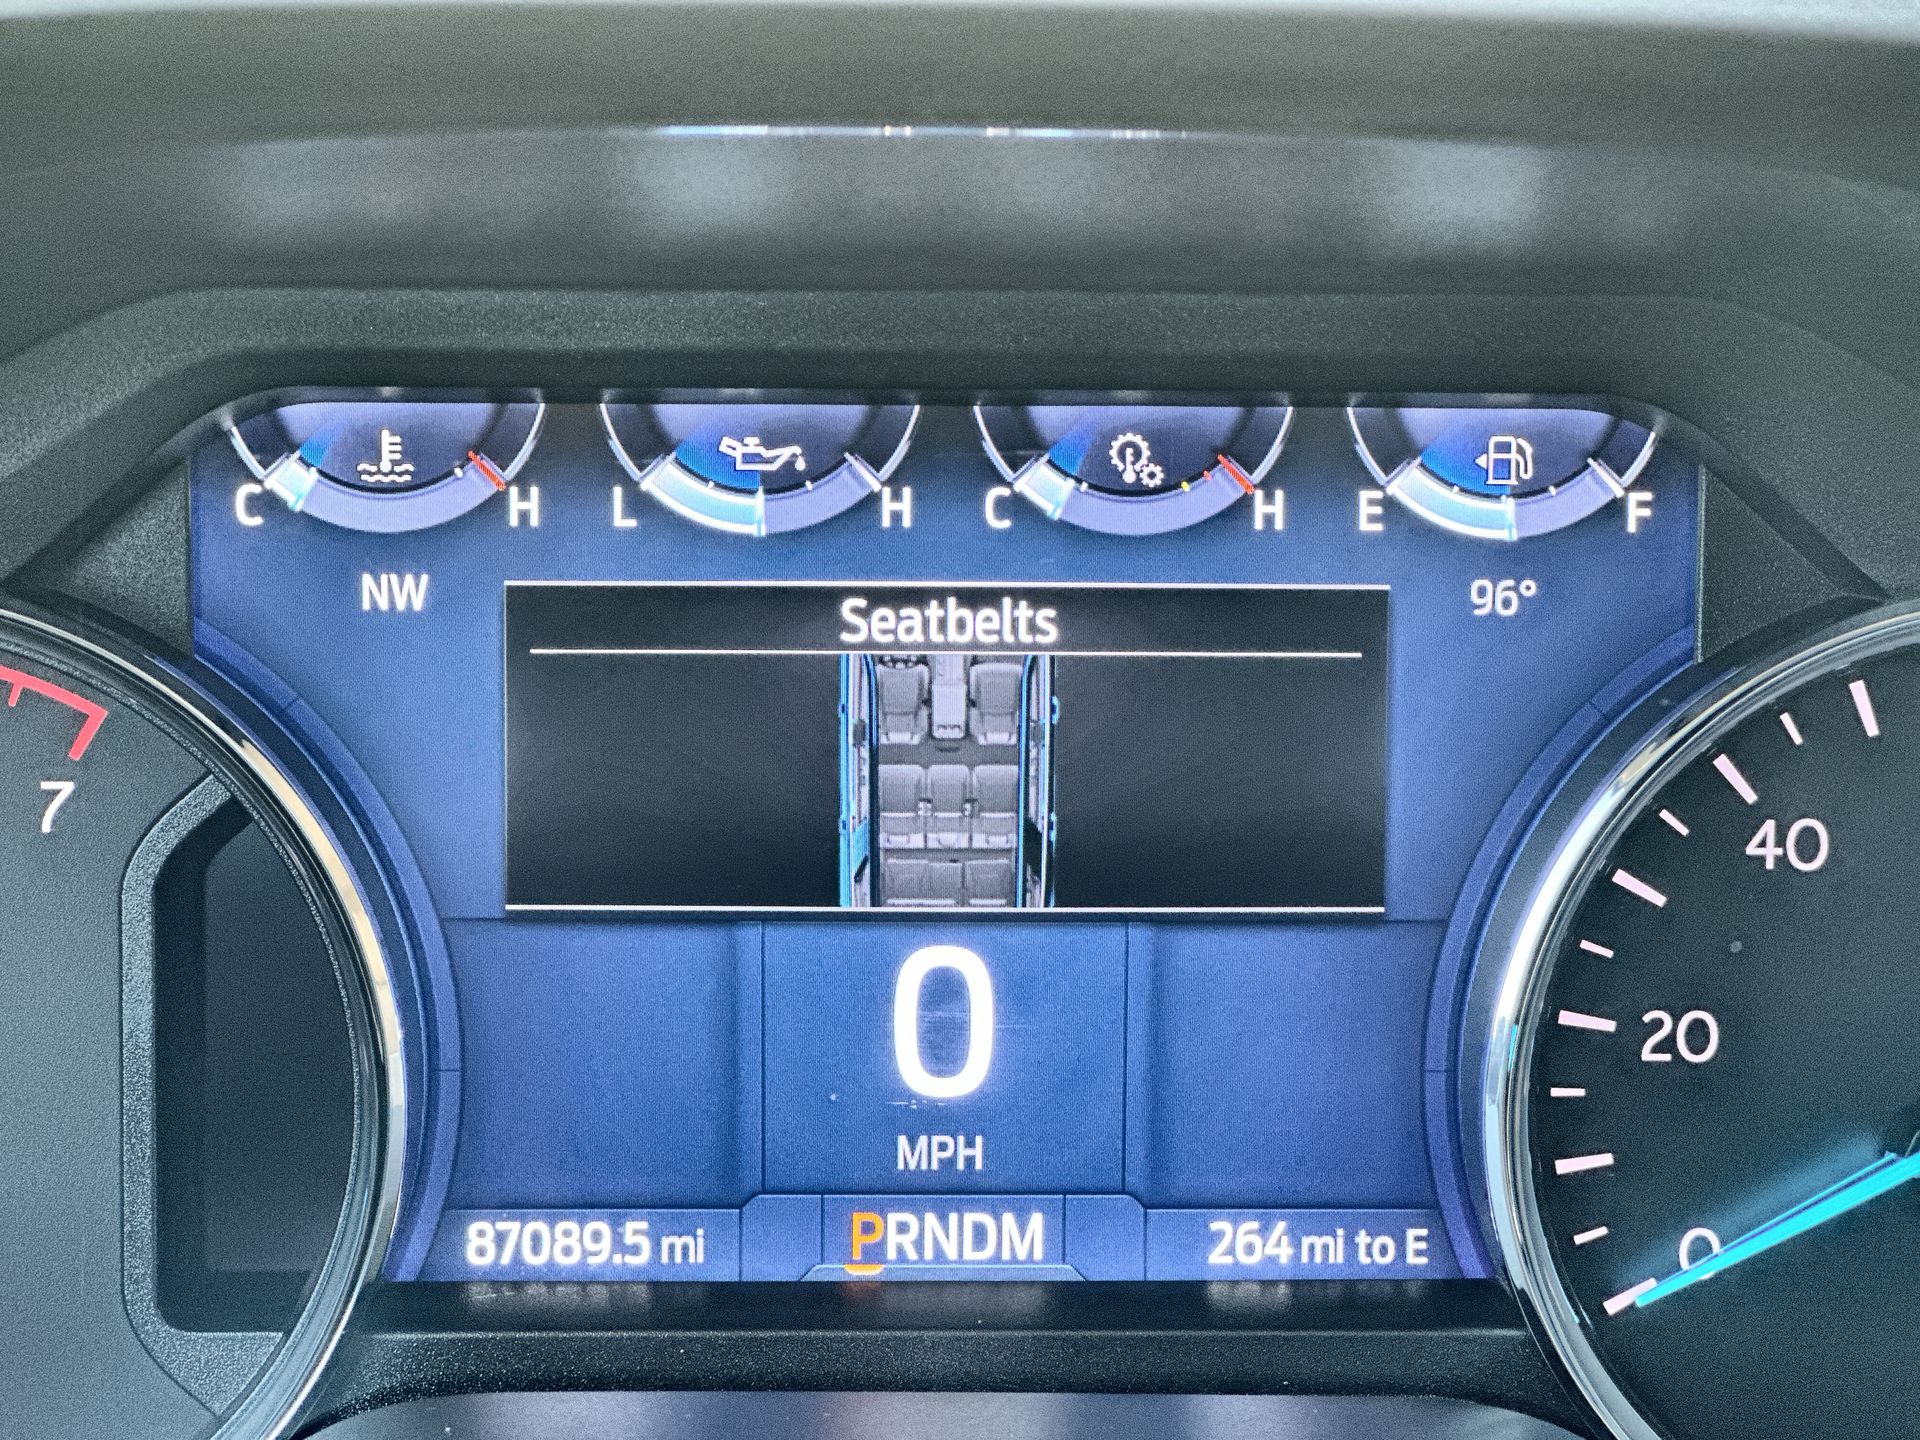 C H L H C H E F
NW 96°
Seatbelts
7
40
20
0
0
MPH
87089.5 mi PRNDM 264 mi to E